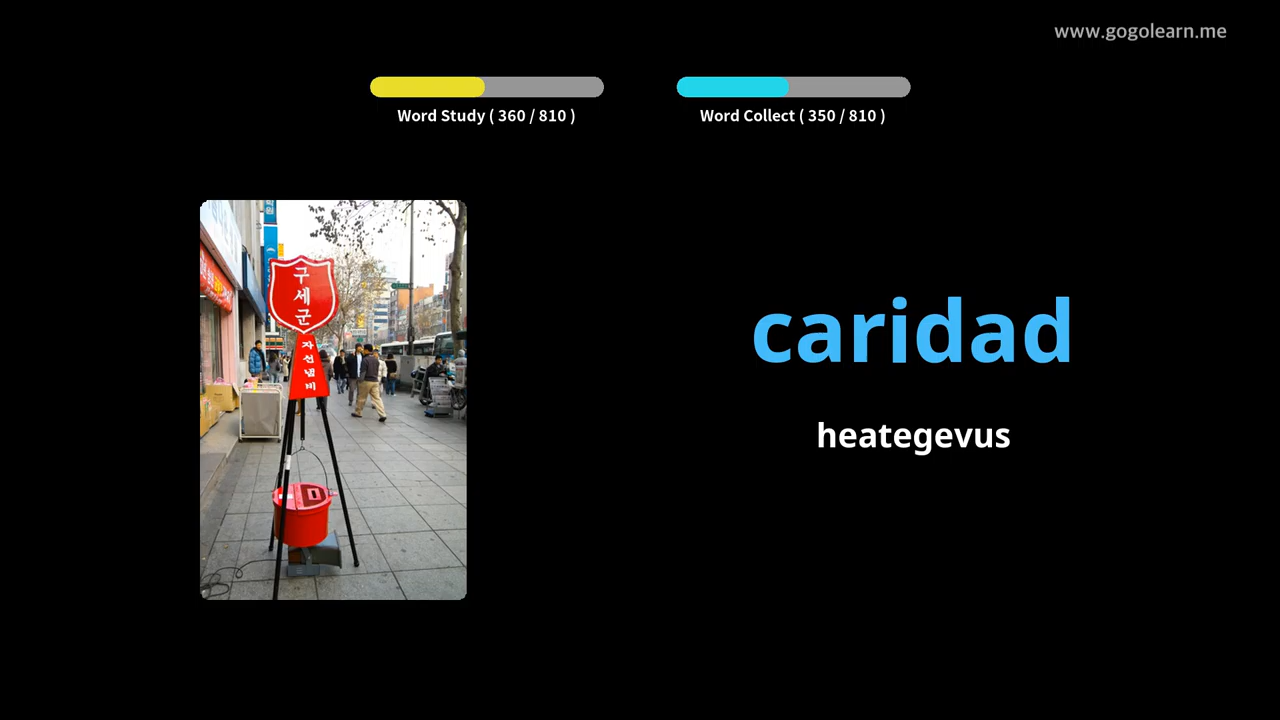 www.gogolearn.me
Word Study ( 360 / 810 )
Word Collect ( 350 / 810 )
구
세
군
자
선
냄
비
caridad
heategevus